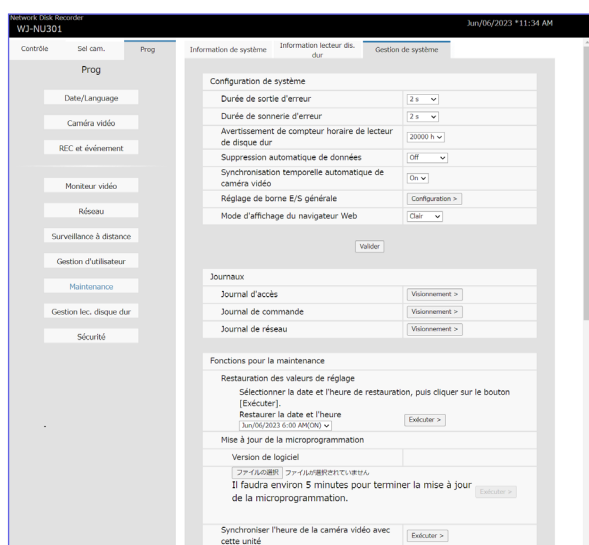 Network Disk Recorder
WJ-NU301
Jun/06/2023 *11:34 AM
Contrôle Sel cam. Prog
Information de système Information lecteur dis. dur Gestion de système
Prog
Date/Language
Caméra vidéo
REC et événement
Moniteur vidéo
Réseau
Surveillance à distance
Gestion d'utilisateur
Maintenance
Gestion lec. disque dur
Sécurité
Configuration de système
Durée de sortie d'erreur 2 s
Durée de sonnerie d'erreur 2 s
Avertissement de compteur horaire de lecteur
de disque dur 20000 h
Suppression automatique de données Off
Synchronisation temporelle automatique de
caméra vidéo On
Réglage de borne E/S générale Configuration >
Mode d'affichage du navigateur Web Clair
Valider
Journaux
Journal d'accès Visionnement >
Journal de commande Visionnement >
Journal de réseau Visionnement >
Fonctions pour la maintenance
Restauration des valeurs de réglage
Sélectionner la date et l'heure de restauration, puis cliquer sur le bouton
[Exécuter].
Restaurer la date et l'heure
Jun/06/2023 6:00 AM(ON) Exécuter >
Mise à jour de la microprogrammation
Version de logiciel
ファイルの選択 ファイルが選択されていません
Il faudra environ 5 minutes pour terminer la mise à jour
de la microprogrammation. Exécuter >
Synchroniser l'heure de la caméra vidéo avec
cette unité Exécuter >